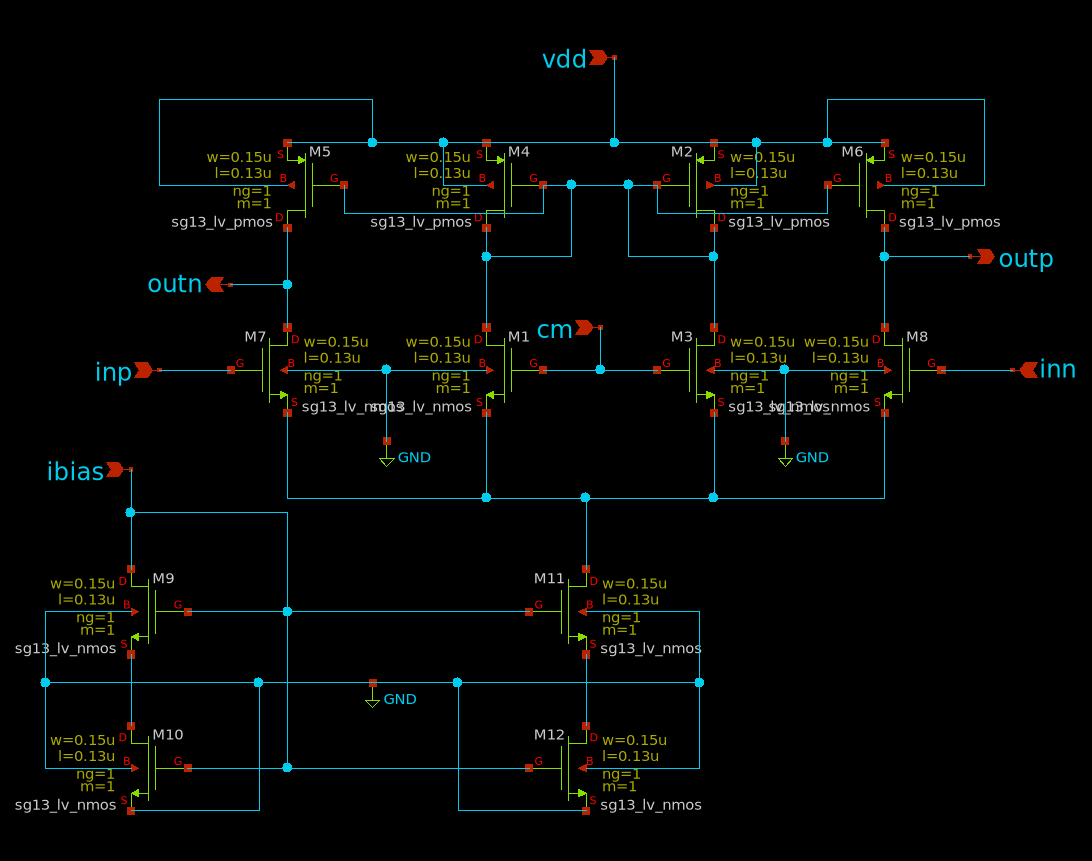 vdd
S
M5
w=0.15u
l=0.13u
B
G
ng=1
m=1
D
sg13_lv_pmos
S
M4
w=0.15u
l=0.13u
B
G
ng=1
m=1
D
sg13_lv_pmos
M2
S
w=0.15u
l=0.13u
G
B
ng=1
m=1
D
sg13_lv_pmos
M6
S
w=0.15u
l=0.13u
G
B
ng=1
m=1
D
sg13_lv_pmos
outn
outp
cm
inp
inn
M7
D
w=0.15u
l=0.13u
G
B
ng=1
m=1
S
sg13_lv_nmos
D
M1
w=0.15u
l=0.13u
B
G
ng=1
m=1
S
sg13_lv_nmos
M3
D
w=0.15u
l=0.13u
G
B
ng=1
m=1
S
sg13_lv_nmos
D
M8
w=0.15u
l=0.13u
B
G
ng=1
m=1
S
sg13_lv_nmos
GND
GND
ibias
D
M9
w=0.15u
l=0.13u
B
G
ng=1
m=1
S
sg13_lv_nmos
M11
D
w=0.15u
l=0.13u
G
B
ng=1
m=1
S
sg13_lv_nmos
GND
M10
D
w=0.15u
l=0.13u
B
G
ng=1
m=1
S
sg13_lv_nmos
M12
D
w=0.15u
l=0.13u
G
B
ng=1
m=1
S
sg13_lv_nmos